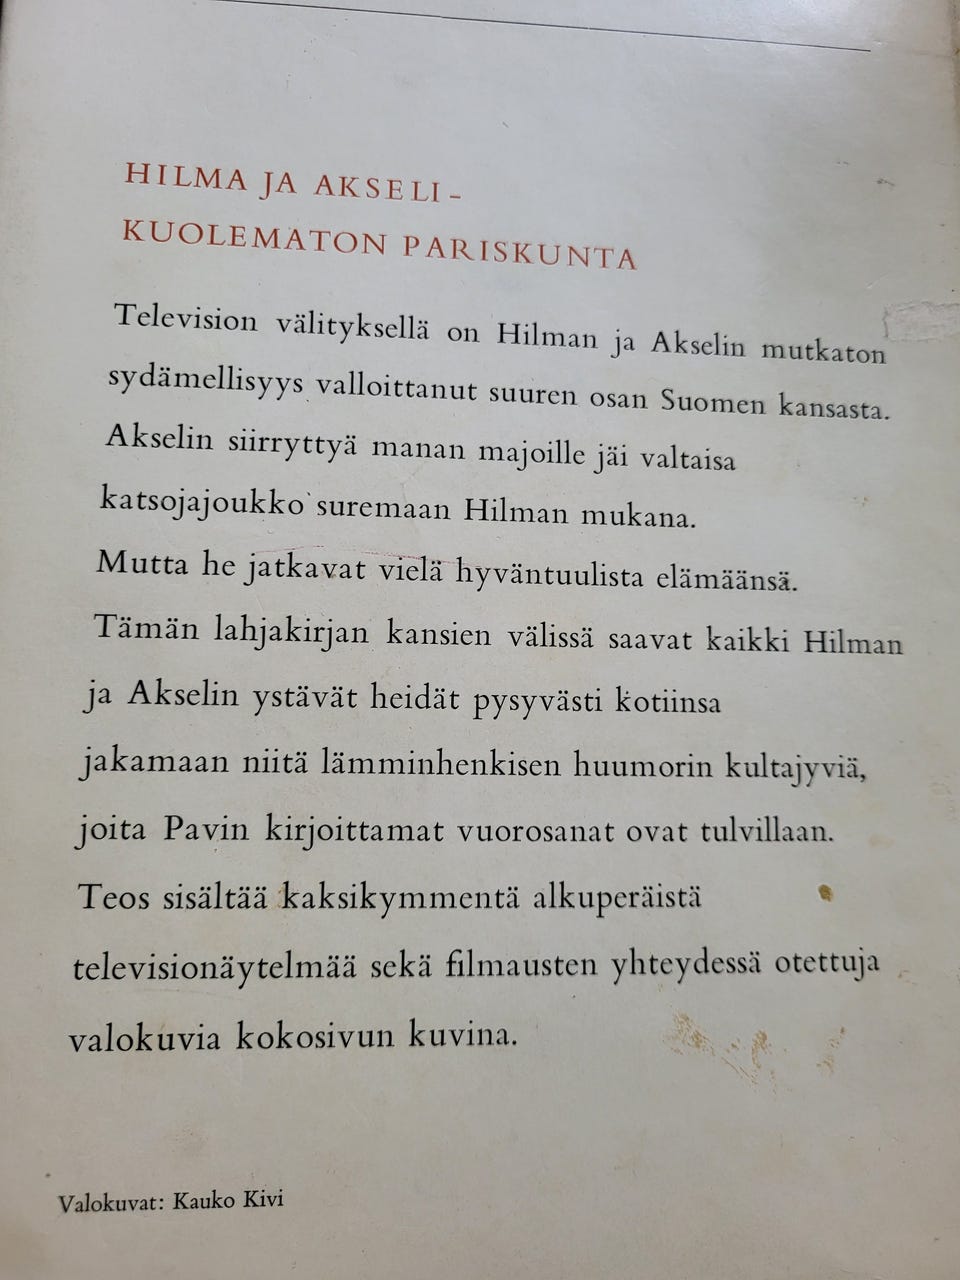 HILMA JA AKSELI –
KUOLEMATON PARISKUNTA
Television välityksellä on Hilman ja Akselin mutkaton
sydämellisyys valloittanut suuren osan Suomen kansasta.
Akselin siirryttyä manan majoille jäi valtaisa
katsojajoukko suremaan Hilman mukana.
Mutta he jatkavat vielä hyväntuulista elämäänsä.
Tämän lahjakirjan kansien välissä saavat kaikki Hilman
ja Akselin ystävät heidät pysyvästi kotiinsa
jakamaan niitä lämminhenkisen huumorin kultajyviä,
joita Pavin kirjoittamat vuorosanat ovat tulvillaan.
Teos sisältää kaksikymmentä alkuperäistä
televisionäytelmää sekä filmausten yhteydessä otettuja
valokuvia kokosivun kuvina.
Valokuvat: Kauko Kivi